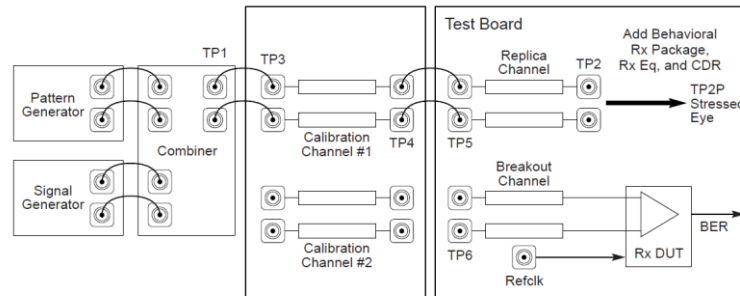 Test Board
TP1
TP3
Replica
Channel
TP2
Add Behavioral
Rx Package,
Rx Eq, and CDR
Pattern
Generator
TP2P
Stressed
Eye
Combiner
Calibration
Channel #1
TP4
TP5
Signal
Generator
Breakout
Channel
Calibration
Channel #2
TP6
Refclk
Rx DUT
BER